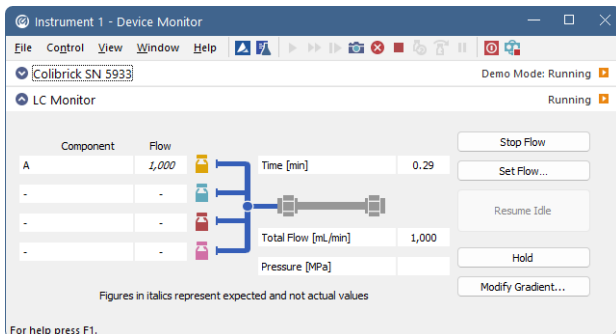 Instrument 1 - Device Monitor
File Control View Window Help
Colibrick SN 5933 Demo Mode: Running
LC Monitor Running
Component Flow Stop Flow
A 1,000 Time [min] 0.29 Set Flow...
- -
Resume Idle
- -
Total Flow [mL/min] 1,000
- - Hold
Pressure [MPa]
Modify Gradient...
Figures in italics represent expected and not actual values
For help press F1.